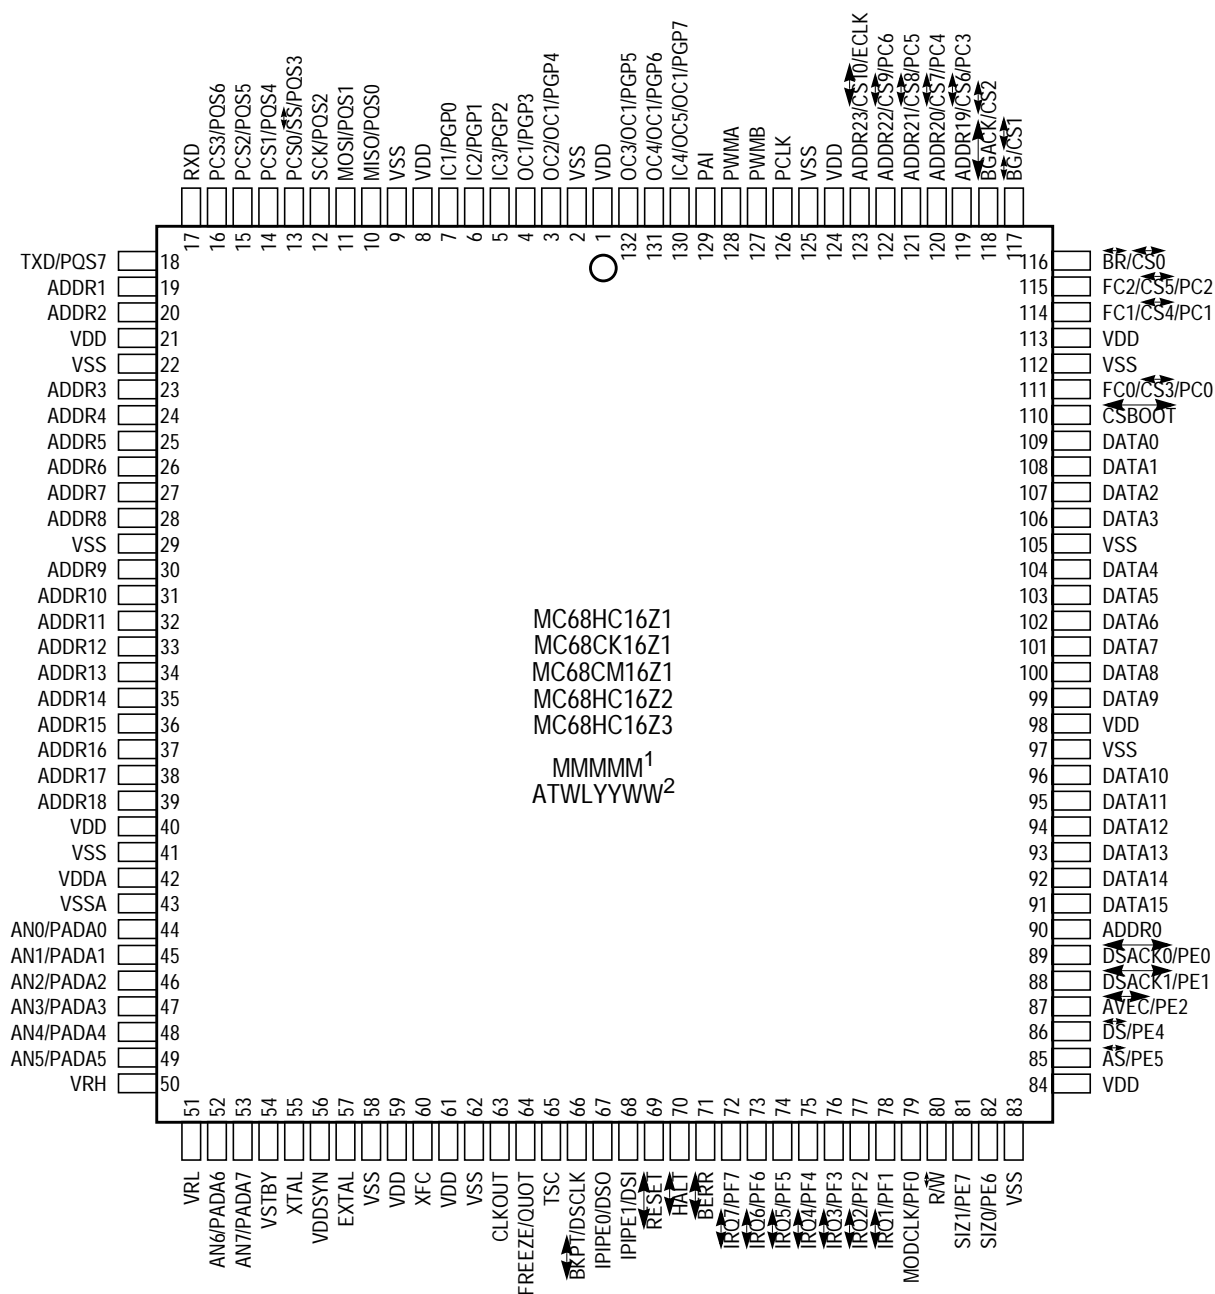 RXD
PCS3/PQS6
PCS2/PQS5
PCS1/PQS4
PCS0/SS/PQS3
SCK/PQS2
MOSI/PQS1
MISO/PQS0
VSS
VDD
IC1/PGP0
IC2/PGP1
IC3/PGP2
OC1/PGP3
OC2/OC1/PGP4
VSS
VDD
OC3/OC1/PGP5
OC4/OC1/PGP6
IC4/OC5/OC1/PGP7
PAI
PWMA
PWMB
PCLK
VSS
VDD
ADDR23/CS10/ECLK
ADDR22/CS9/PC6
ADDR21/CS8/PC5
ADDR20/CS7/PC4
ADDR19/CS6/PC3
BGACK/CS2
BG/CS1
17 16 15 14 13 12 11 10 9 8 7 6 5 4 3 2 1 132 131 130 129 128 127 126 125 124 123 122 121 120 119 118 117
TXD/PQS7 18
ADDR1 19
ADDR2 20
VDD 21
VSS 22
ADDR3 23
ADDR4 24
ADDR5 25
ADDR6 26
ADDR7 27
ADDR8 28
VSS 29
ADDR9 30
ADDR10 31
ADDR11 32
ADDR12 33
ADDR13 34
ADDR14 35
ADDR15 36
ADDR16 37
ADDR17 38
ADDR18 39
VDD 40
VSS 41
VDDA 42
VSSA 43
AN0/PADA0 44
AN1/PADA1 45
AN2/PADA2 46
AN3/PADA3 47
AN4/PADA4 48
AN5/PADA5 49
VRH 50
MC68HC16Z1
MC68CK16Z1
MC68CM16Z1
MC68HC16Z2
MC68HC16Z3
MMMMM1
ATWLYYWW2
116 BR/CS0
115 FC2/CS5/PC2
114 FC1/CS4/PC1
113 VDD
112 VSS
111 FC0/CS3/PC0
110 CSBOOT
109 DATA0
108 DATA1
107 DATA2
106 DATA3
105 VSS
104 DATA4
103 DATA5
102 DATA6
101 DATA7
100 DATA8
99 DATA9
98 VDD
97 VSS
96 DATA10
95 DATA11
94 DATA12
93 DATA13
92 DATA14
91 DATA15
90 ADDR0
89 DSACK0/PE0
88 DSACK1/PE1
87 AVEC/PE2
86 DS/PE4
85 AS/PE5
84 VDD
51 52 53 54 55 56 57 58 59 60 61 62 63 64 65 66 67 68 69 70 71 72 73 74 75 76 77 78 79 80 81 82 83
VRL
AN6/PADA6
AN7/PADA7
VSTBY
XTAL
VDDSYN
EXTAL
VSS
VDD
XFC
VDD
VSS
CLKOUT
FREEZE/QUOT
TSC
BKPT/DSCLK
IPIPE0/DSO
IPIPE1/DSI
RESET
HALT
BERR
IRQ7/PF7
IRQ6/PF6
IRQ5/PF5
IRQ4/PF4
IRQ3/PF3
IRQ2/PF2
IRQ1/PF1
MODCLK/PF0
R/W
SIZ1/PE7
SIZ0/PE6
VSS